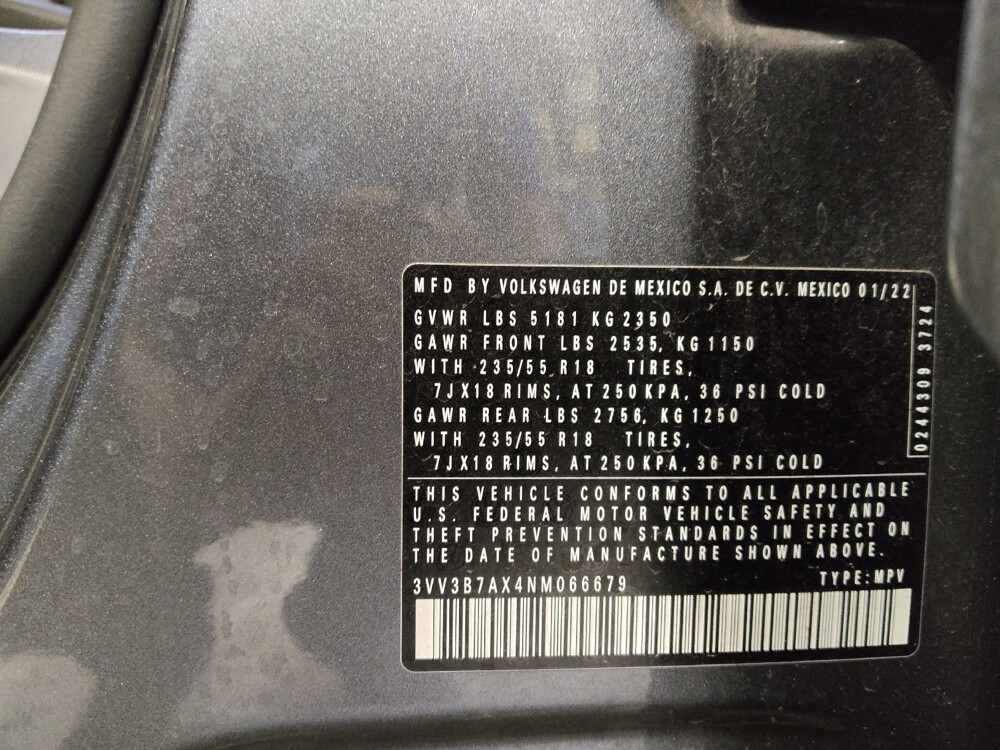 MFD BY VOLKSWAGEN DE MEXICO S.A. DE C.V. MEXICO 01/22
GVWR LBS 5181 KG 2350
GAWR FRONT LBS 2535, KG 1150
WITH 235/55 R18 TIRES,
7JX18 RIMS, AT 250 KPA, 36 PSI COLD
GAWR REAR LBS 2756, KG 1250
WITH 235/55 R18 TIRES,
7JX18 RIMS, AT 250 KPA, 36 PSI COLD
0244309 3724
THIS VEHICLE CONFORMS TO ALL APPLICABLE
U.S. FEDERAL MOTOR VEHICLE SAFETY AND
THEFT PREVENTION STANDARDS IN EFFECT ON
THE DATE OF MANUFACTURE SHOWN ABOVE.
3VV3B7AX4NM066679 TYPE:MPV